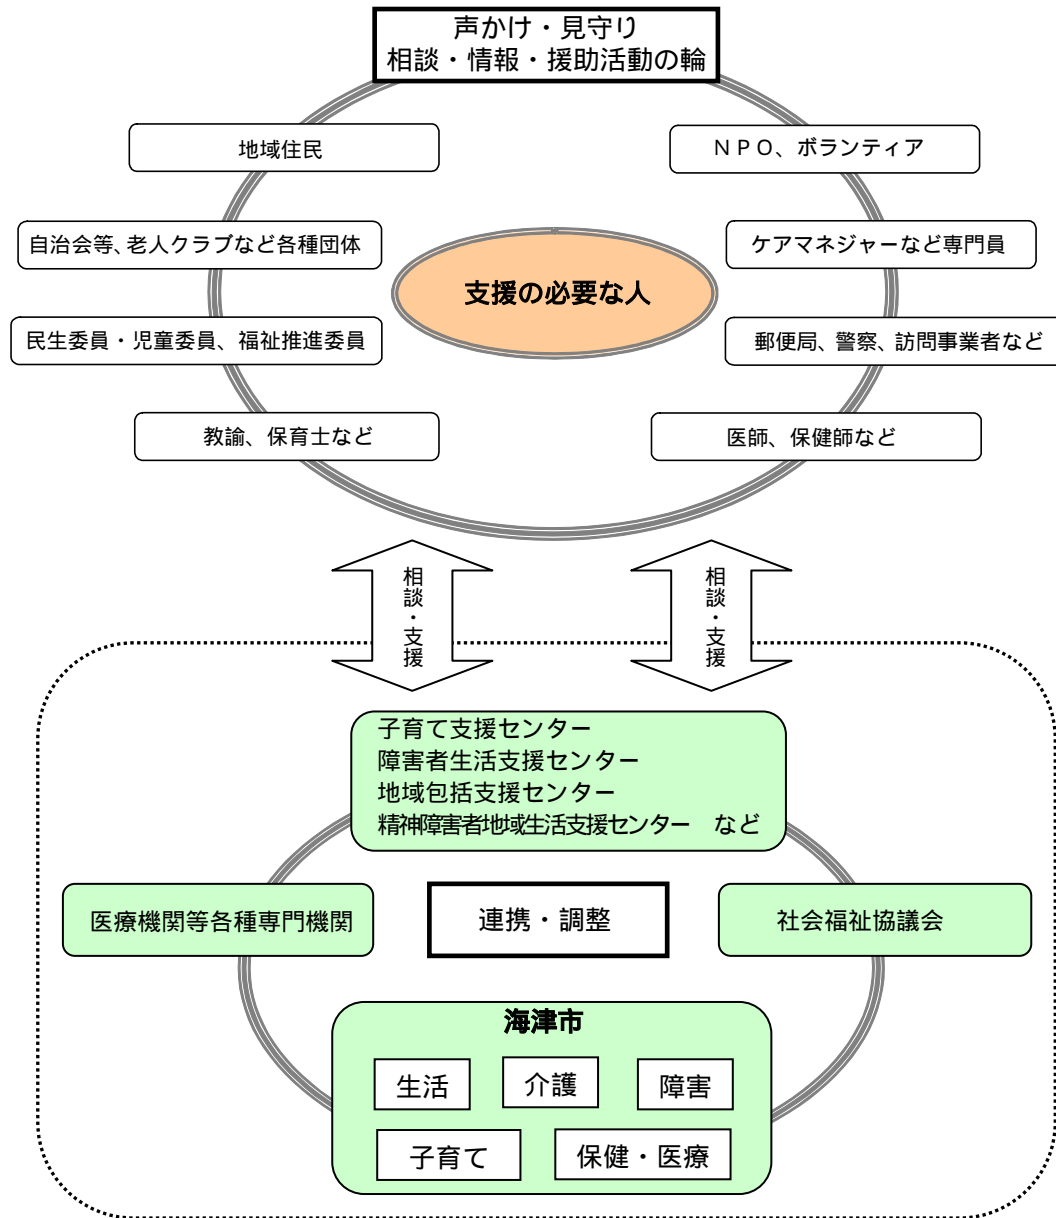 声かけ・見守り
相談・情報・援助活動の輪
地域住民
ＮＰＯ、ボランティア
自治会等、老人クラブなど各種団体
ケアマネジャーなど専門員
支援の必要な人
民生委員・児童委員、福祉推進委員
郵便局、警察、訪問事業者など
教諭、保育士など
医師、保健師など
相談・支援
相談・支援
子育て支援センター
障害者生活支援センター
地域包括支援センター
精神障害者地域生活支援センター　など
医療機関等各種専門機関
連携・調整
社会福祉協議会
海津市
生活
介護
障害
子育て
保健・医療